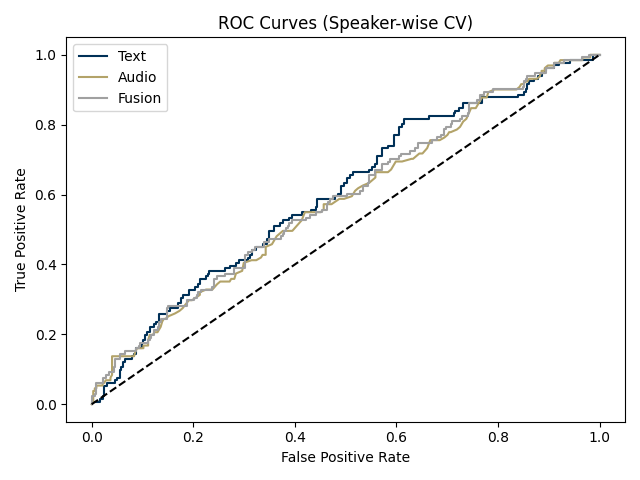 ROC Curves (Speaker-wise CV)
Text
Audio
Fusion
True Positive Rate
1.0
0.8
0.6
0.4
0.2
0.0
0.0 0.2 0.4 0.6 0.8 1.0
False Positive Rate